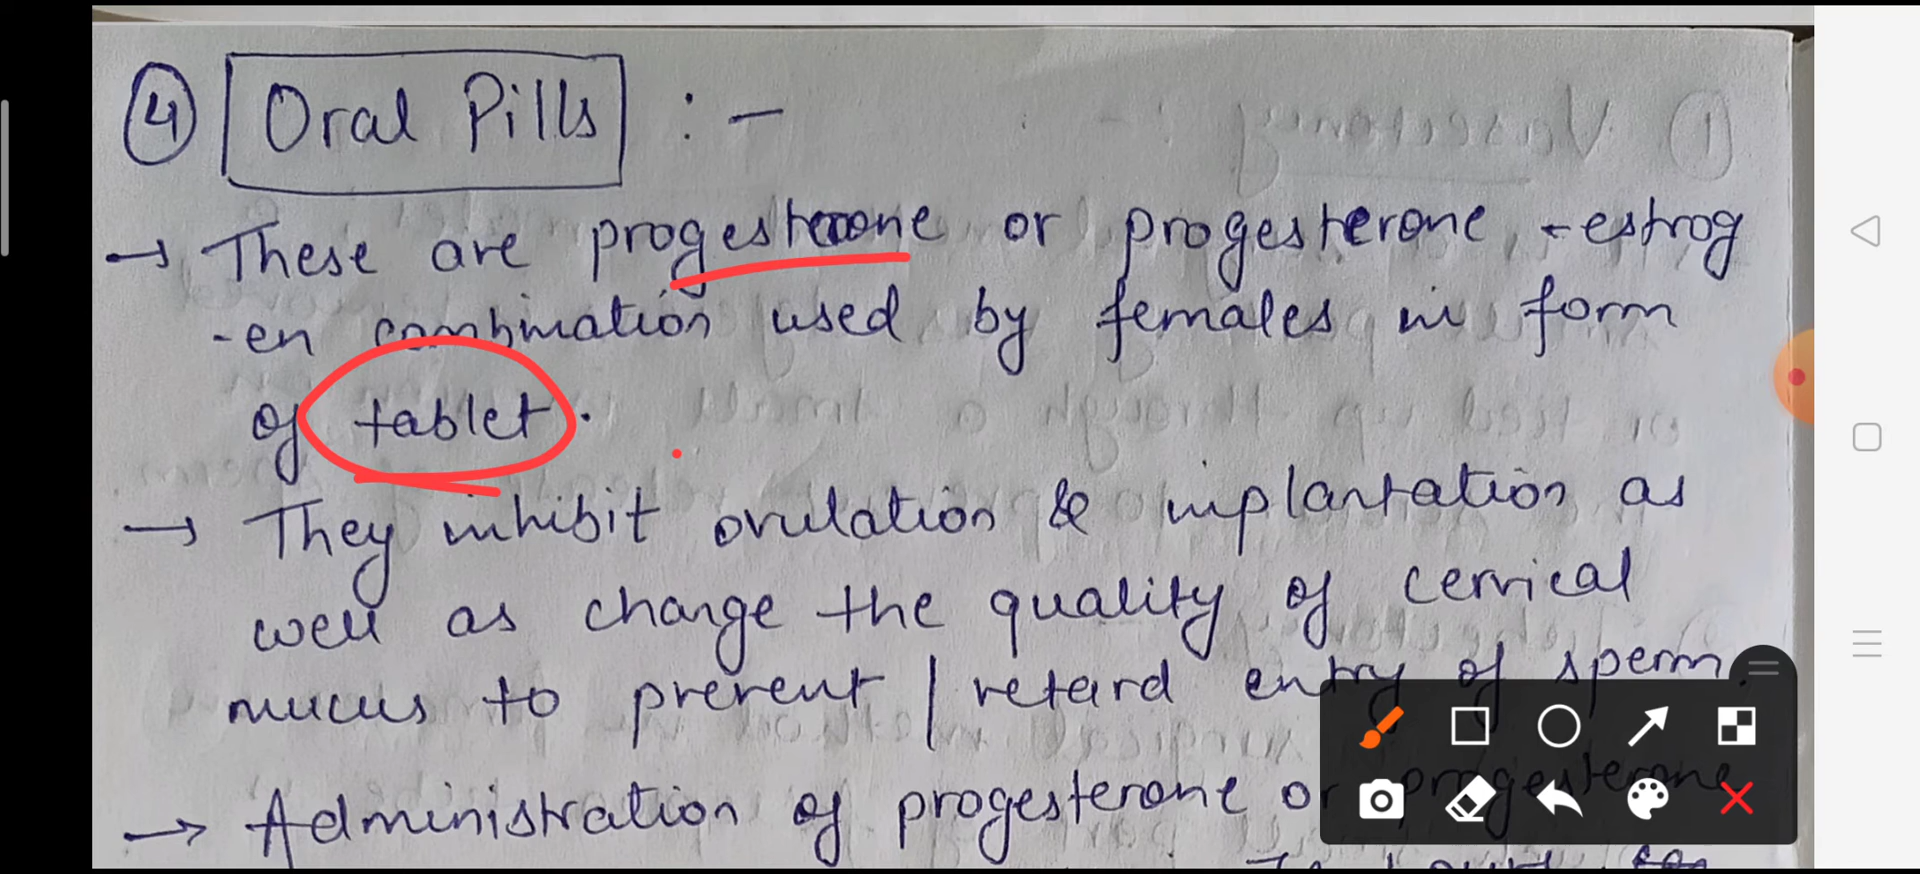 ④ Oral Pills :-
→ These are progesterone or progesterone -estrog
-en combination used by females in form
of tablet.
→ They inhibit ovulation & implantation as
well as change the quality of cervical
mucus to prevent / retard entry of sperm.
→ Administration of progesterone or progesterone